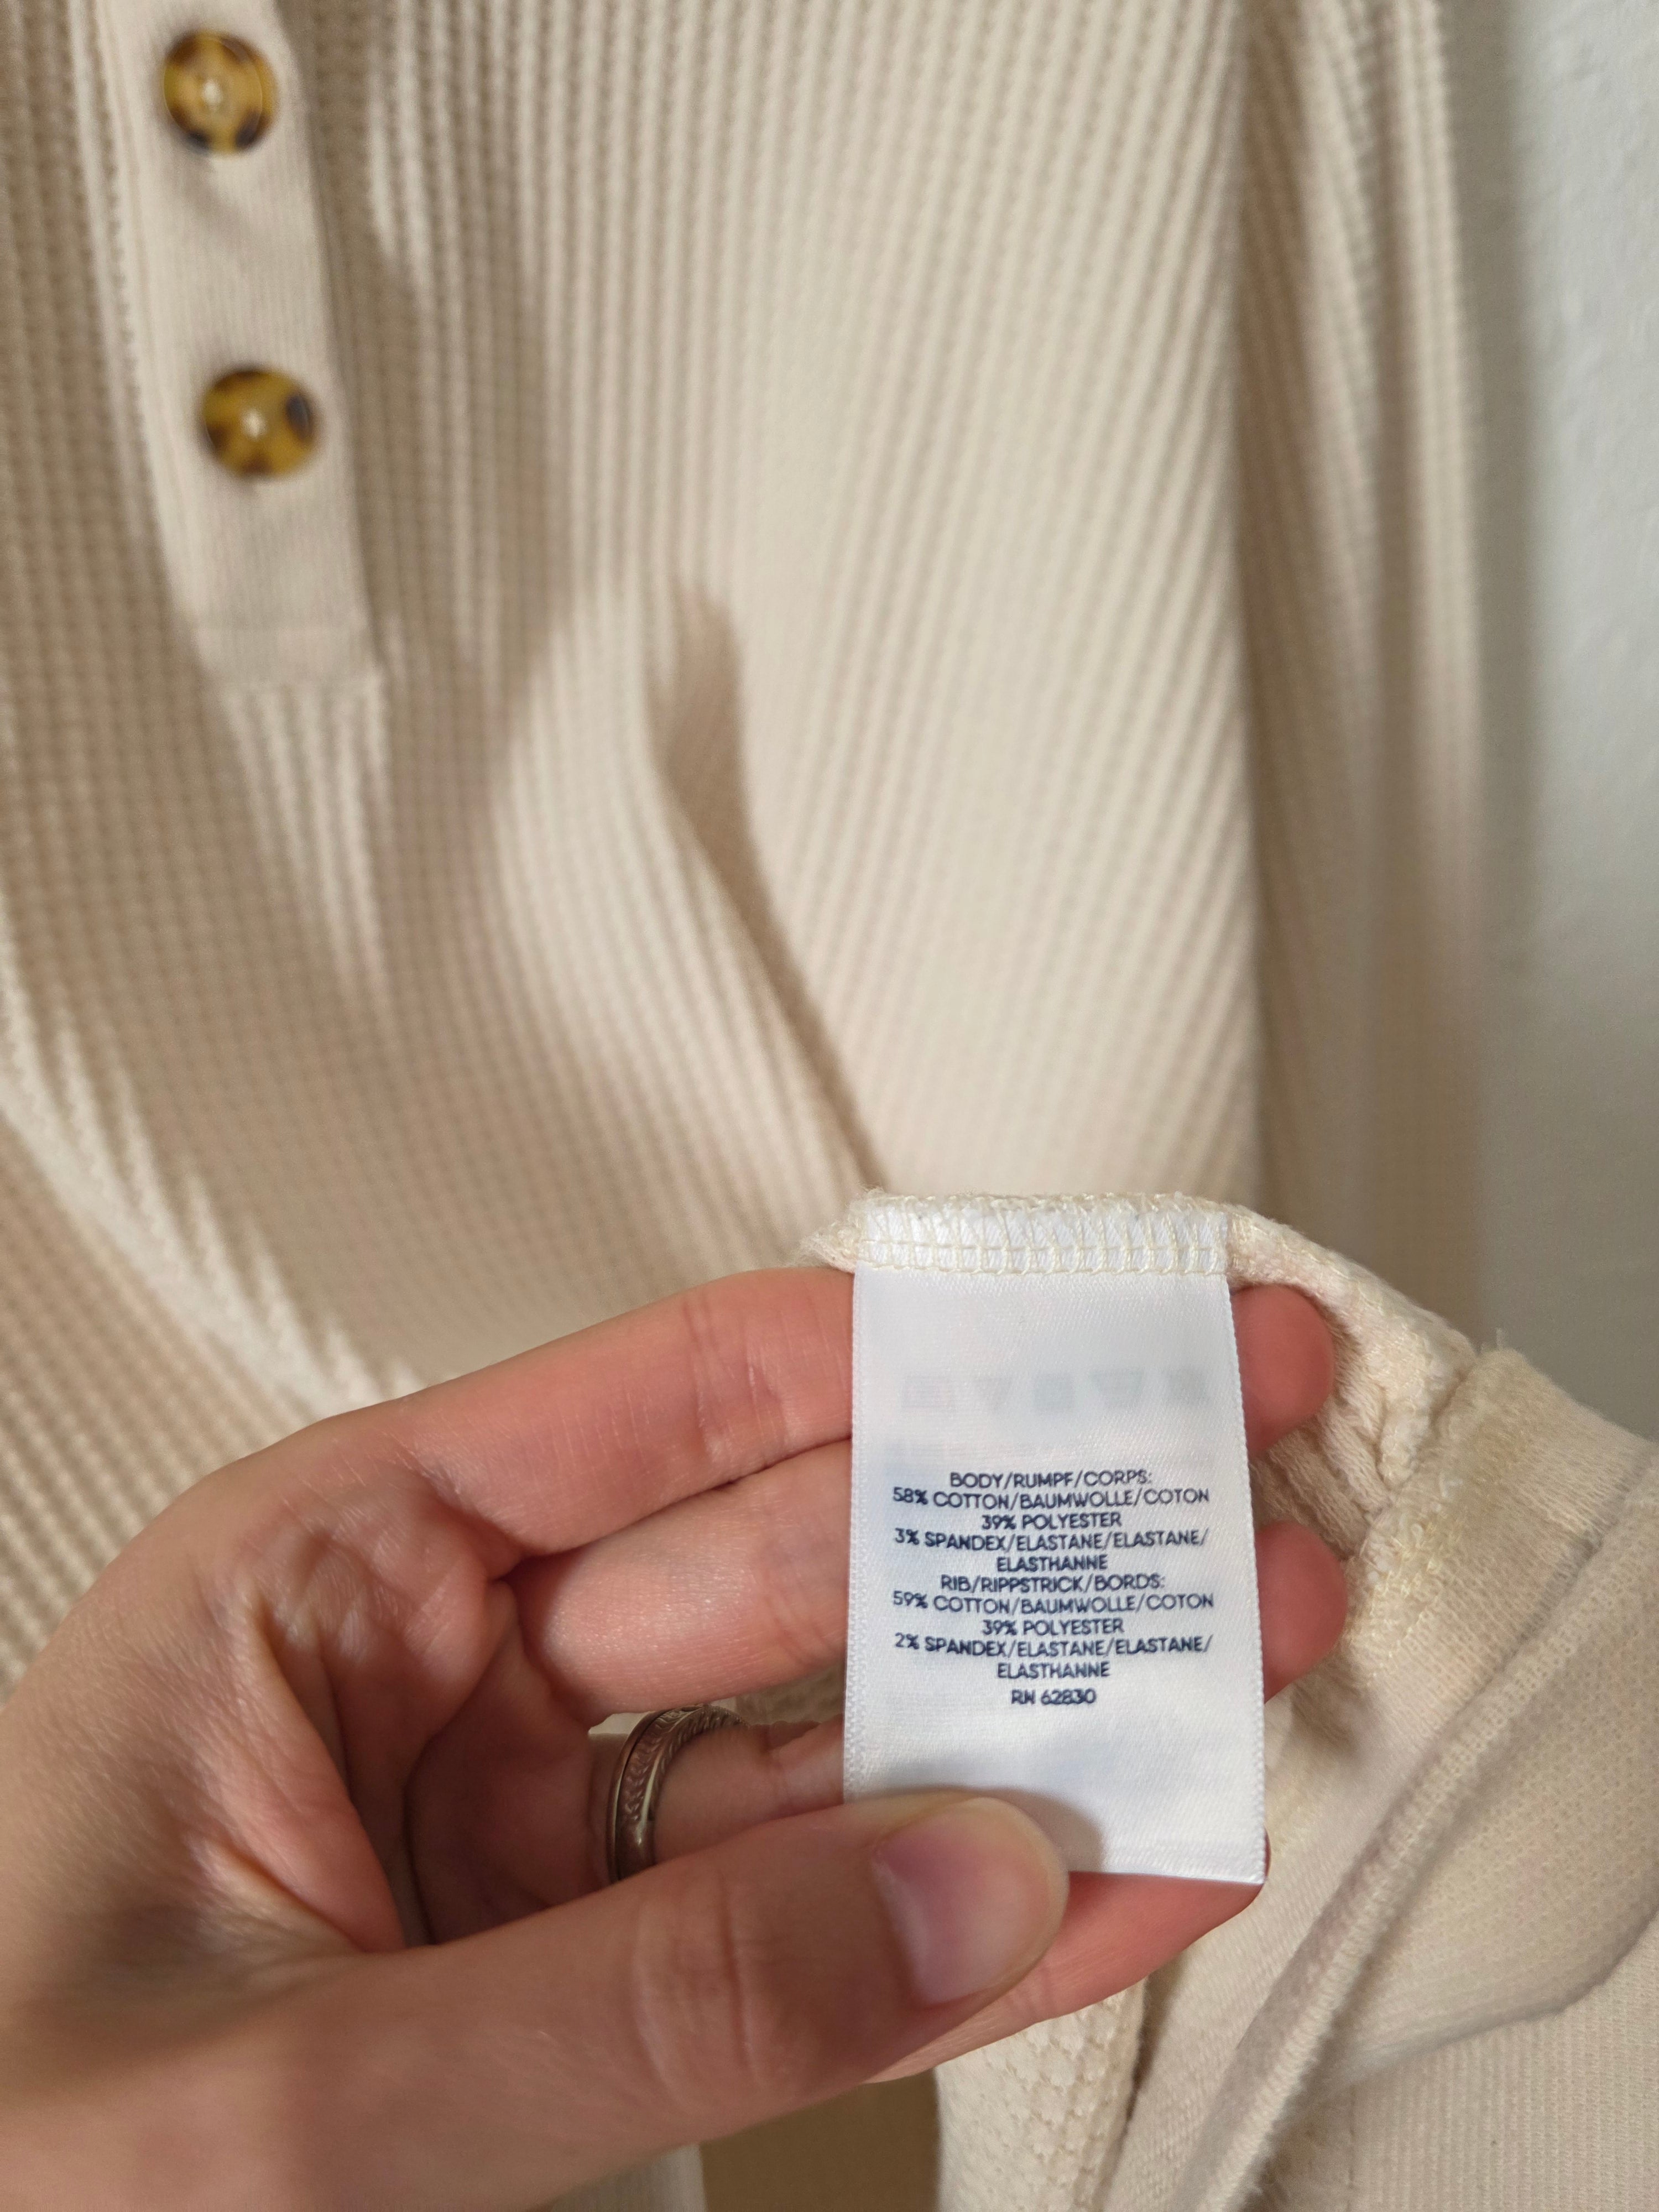 BODY/RUMPF/CORPS:
58% COTTON/BAUMWOLLE/COTON
39% POLYESTER
3% SPANDEX/ELASTANE/ELASTANE/
ELASTHANNE
RIB/RIPPSTRICK/BORDS:
59% COTTON/BAUMWOLLE/COTON
39% POLYESTER
2% SPANDEX/ELASTANE/ELASTANE/
ELASTHANNE
RN 62830